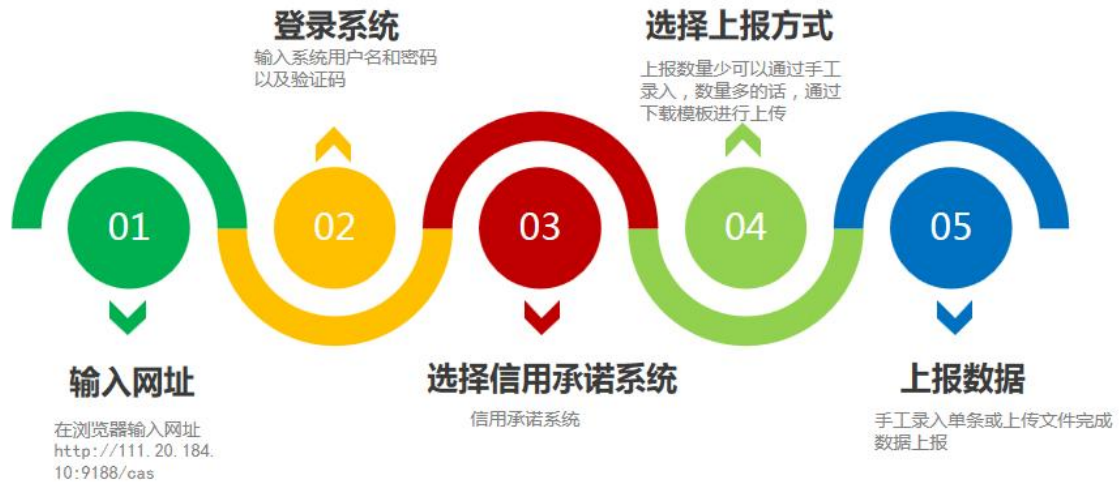 登录系统
输入系统用户名和密码
以及验证码
选择上报方式
上报数量少可以通过手工
录入，数量多的话，通过
下载模板进行上传
01
02
03
04
05
输入网址
在浏览器输入网址
http://111.20.184.
10:9188/cas
选择信用承诺系统
信用承诺系统
上报数据
手工录入单条或上传文件完成
数据上报